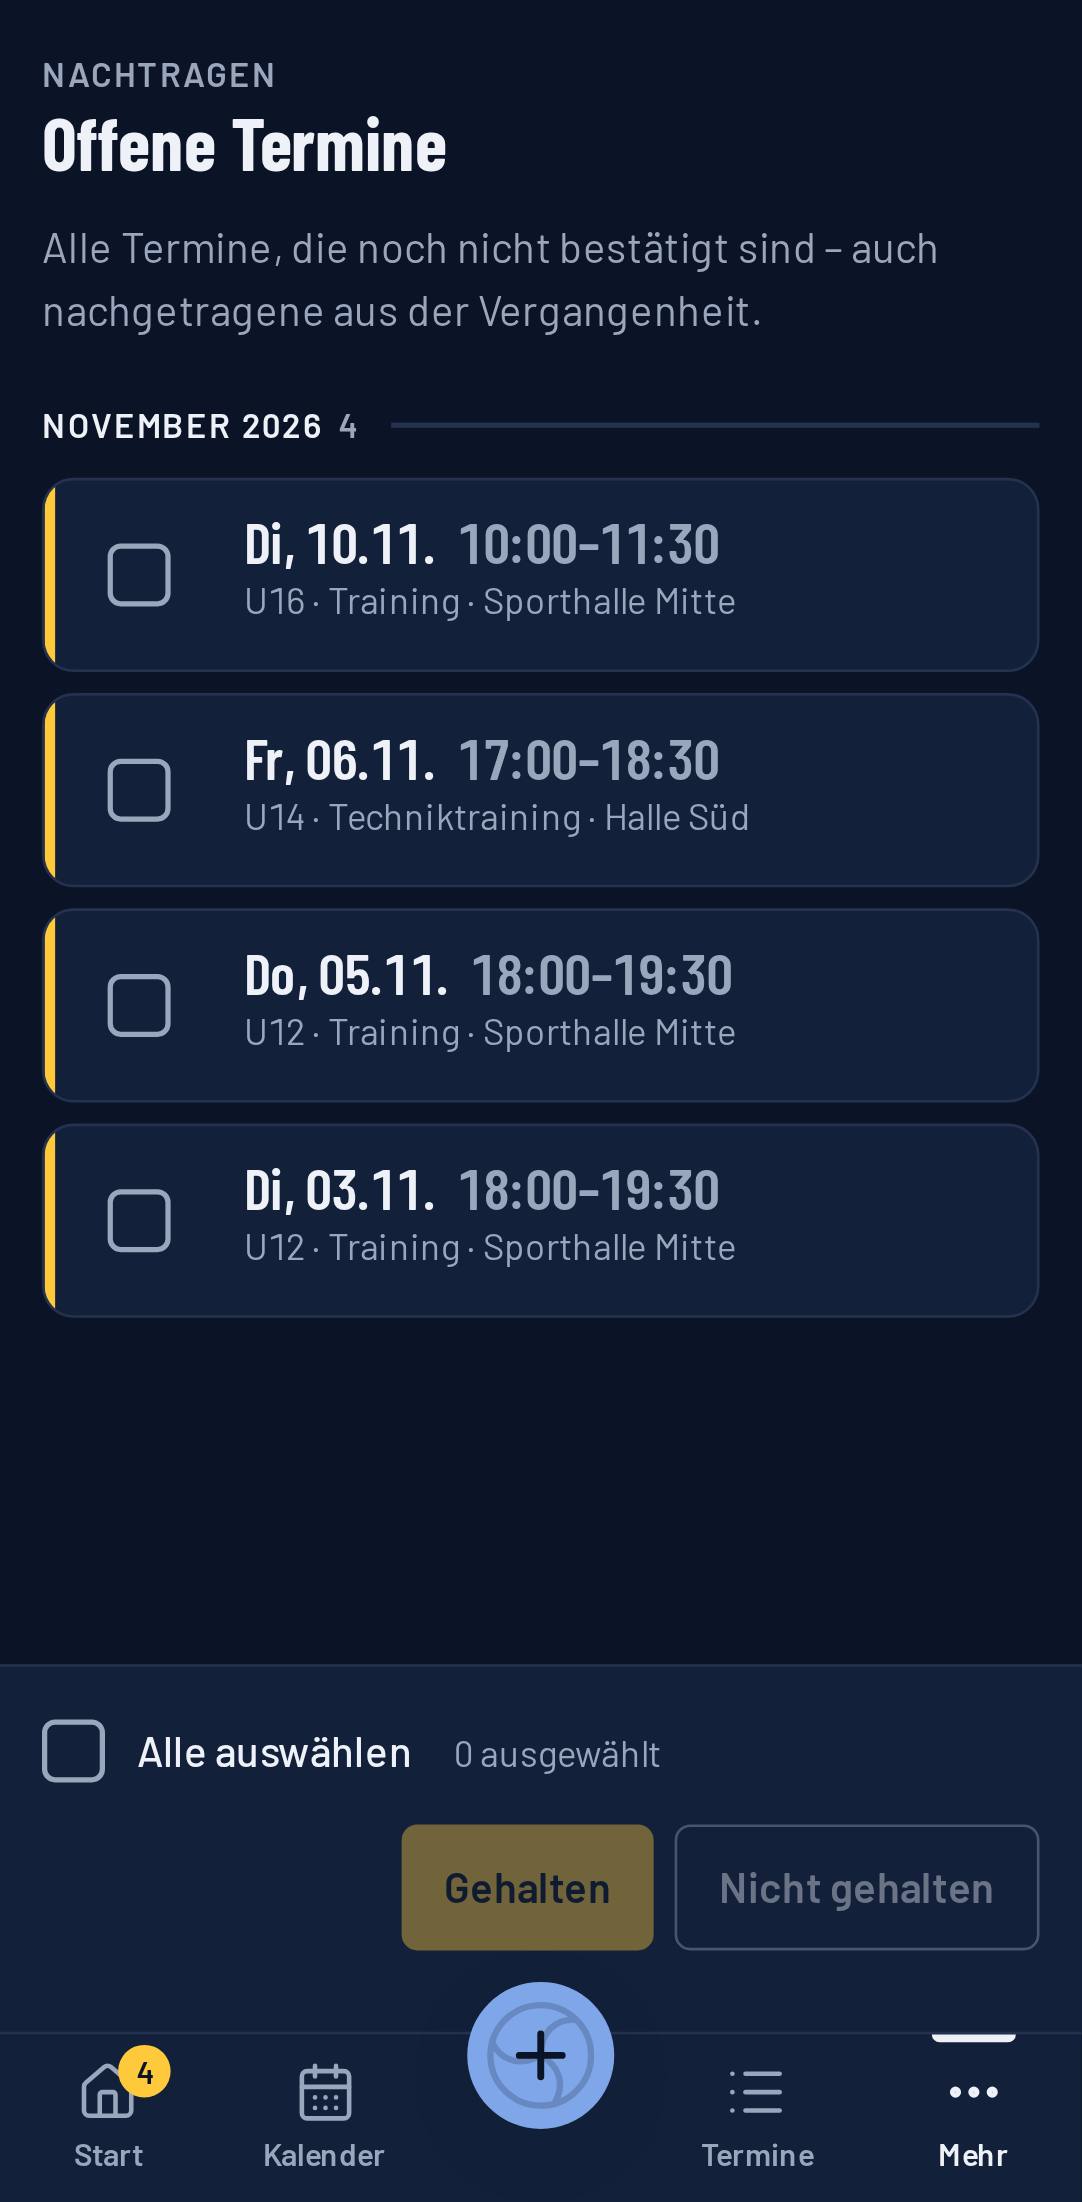 NACHTRAGEN
Offene Termine
Alle Termine, die noch nicht bestätigt sind – auch
nachgetragene aus der Vergangenheit.
NOVEMBER 2026 4
Di, 10.11. 10:00–11:30
U16 · Training · Sporthalle Mitte
Fr, 06.11. 17:00–18:30
U14 · Techniktraining · Halle Süd
Do, 05.11. 18:00–19:30
U12 · Training · Sporthalle Mitte
Di, 03.11. 18:00–19:30
U12 · Training · Sporthalle Mitte
Alle auswählen 0 ausgewählt
Gehalten Nicht gehalten
4
Start Kalender Termine Mehr